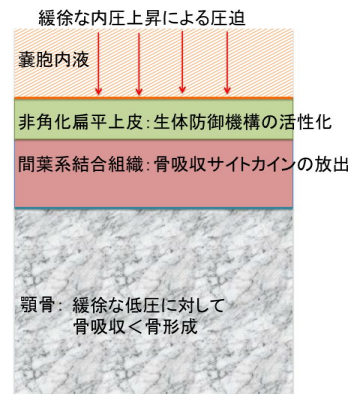 緩徐な内圧上昇による圧迫
嚢胞内液
非角化扁平上皮：生体防御機構の活性化
間葉系結合組織：骨吸収サイトカインの放出
顎骨： 緩徐な低圧に対して
骨吸収＜骨形成